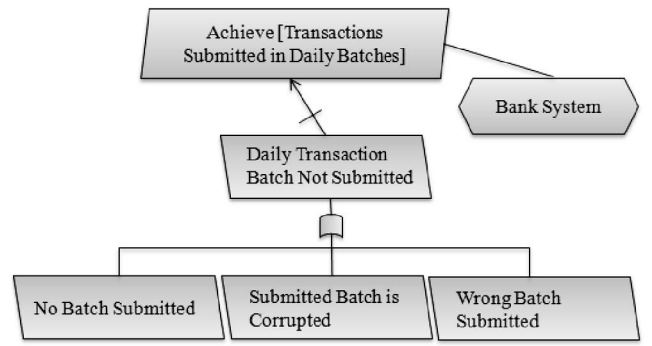 Achieve [Transactions
Submitted in Daily Batches]
Bank System
Daily Transaction
Batch Not Submitted
No Batch Submitted
Submitted Batch is
Corrupted
Wrong Batch
Submitted